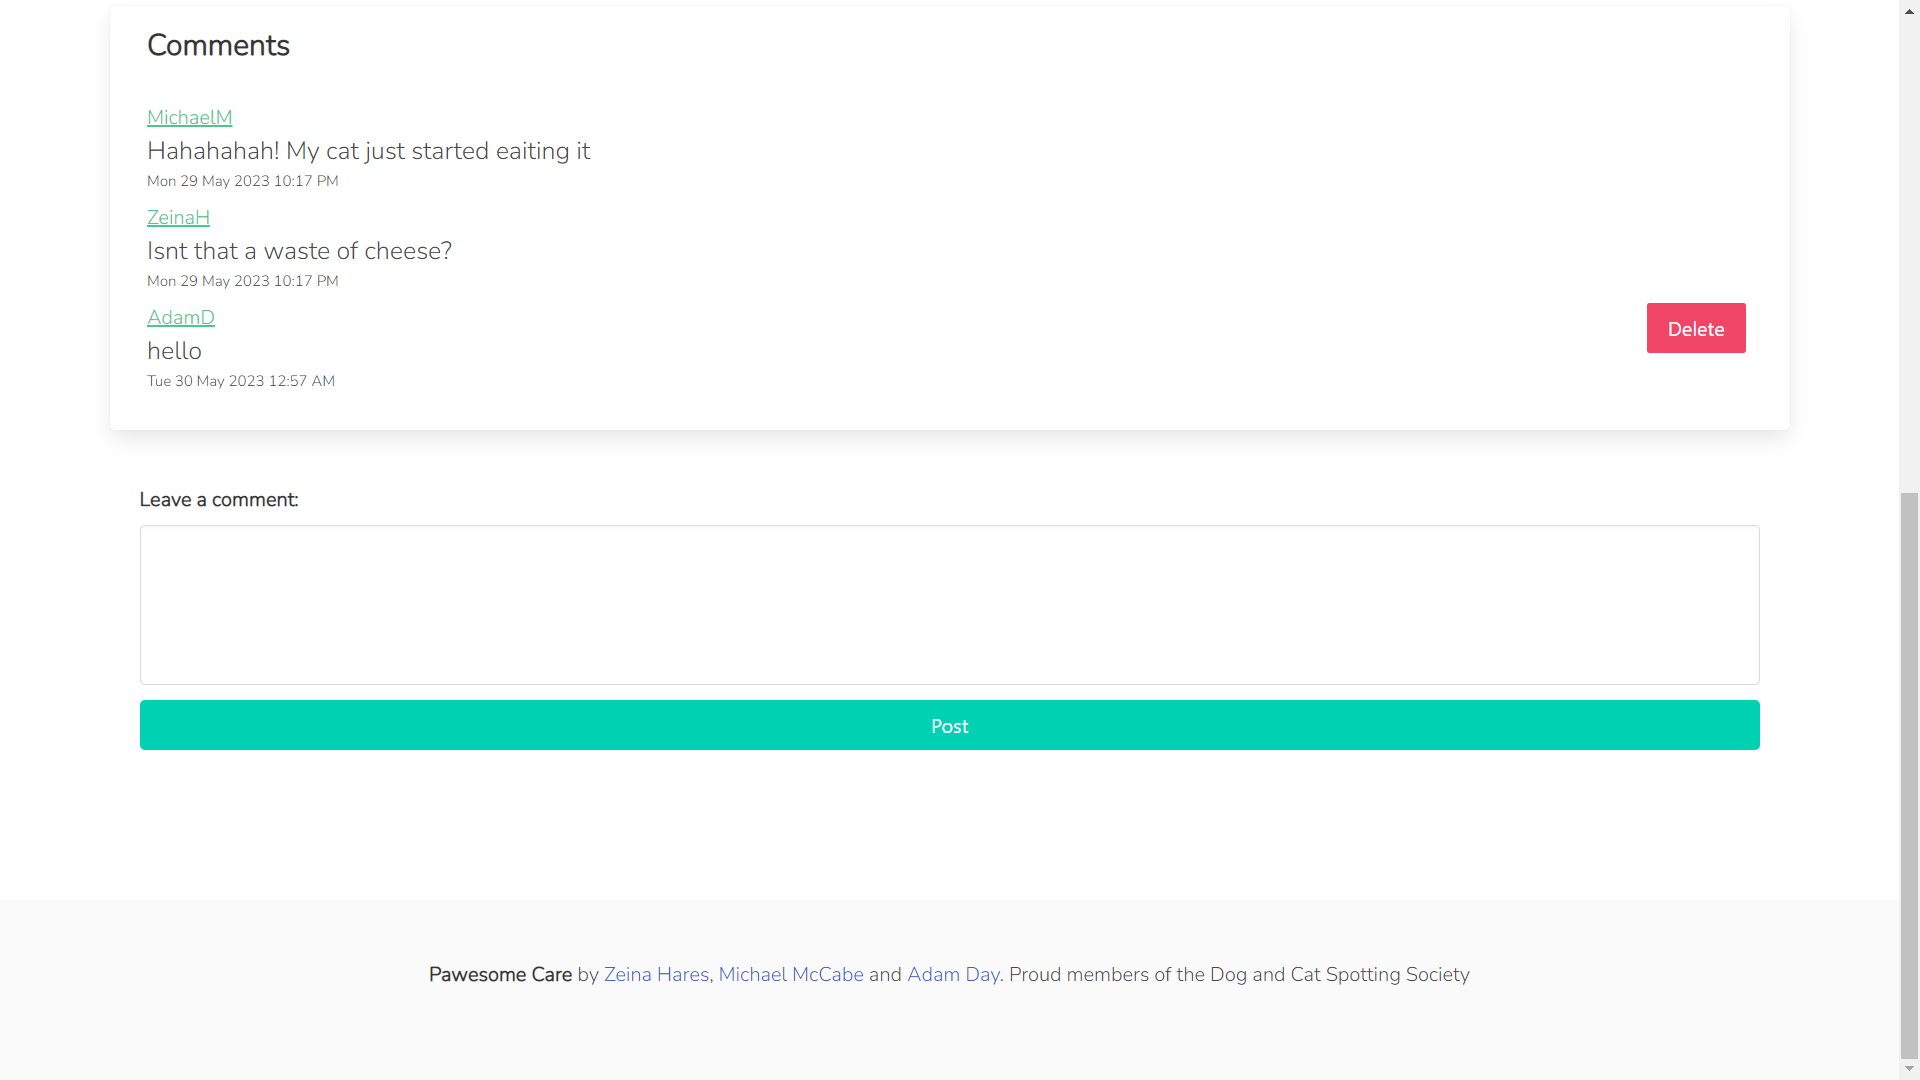 Comments
MichaelM
Hahahahah! My cat just started eaiting it
Mon 29 May 2023 10:17 PM
ZeinaH
Isnt that a waste of cheese?
Mon 29 May 2023 10:17 PM
AdamD
Delete
hello
Tue 30 May 2023 12:57 AM
Leave a comment:
Post
Pawesome Care by Zeina Hares, Michael McCabe and Adam Day. Proud members of the Dog and Cat Spotting Society